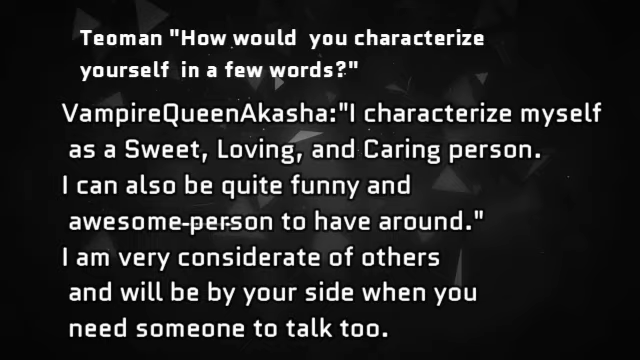 Teoman "How would you characterize
yourself in a few words?"
VampireQueenAkasha:"I characterize myself
as a Sweet, Loving, and Caring person.
I can also be quite funny and
awesome person to have around."
I am very considerate of others
and will be by your side when you
need someone to talk too.